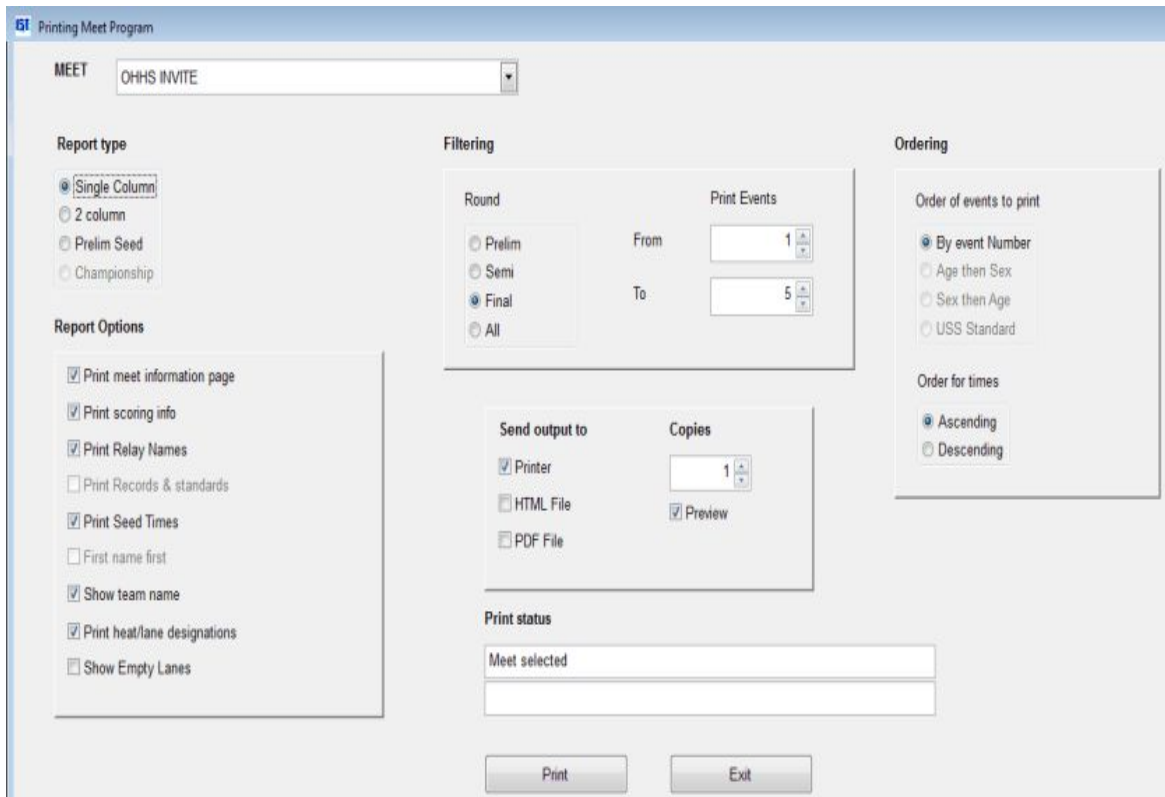 IST Printing Meet Program
MEET OHHS INVITE
Report type
Single Column
2 column
Prelim Seed
Championship
Report Options
Print meet information page
Print scoring info
Print Relay Names
Print Records & standards
Print Seed Times
First name first
Show team name
Print heat/lane designations
Show Empty Lanes
Filtering
Round
Prelim
Semi
Final
All
Print Events
From 1
To 5
Send output to
Printer
HTML File
PDF File
Copies
1
Preview
Print status
Meet selected
Print
Exit
Ordering
Order of events to print
By event Number
Age then Sex
Sex then Age
USS Standard
Order for times
Ascending
Descending